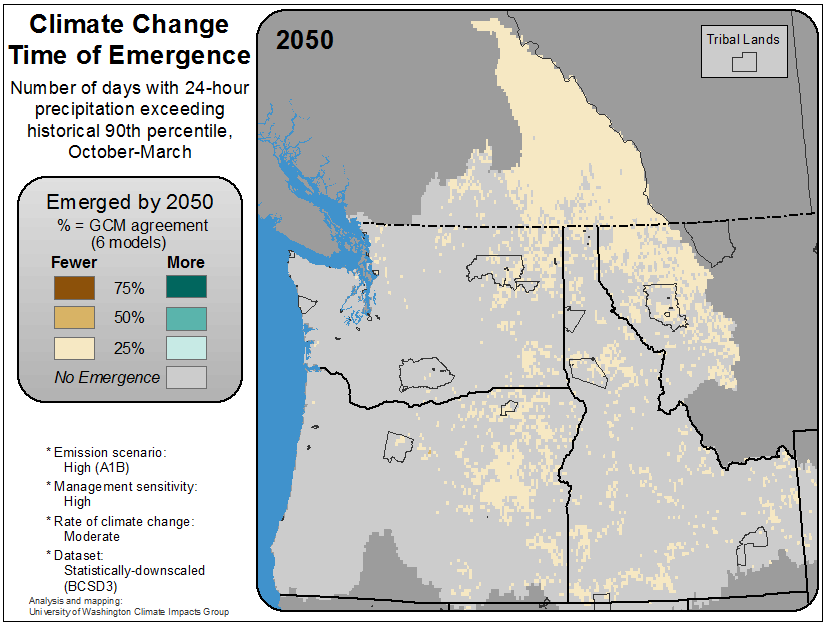 Climate Change
Time of Emergence
Number of days with 24-hour
precipitation exceeding
historical 90th percentile,
October-March
Emerged by 2050
% = GCM agreement
(6 models)
Fewer More
75%
50%
25%
No Emergence
* Emission scenario:
High (A1B)
* Management sensitivity:
High
* Rate of climate change:
Moderate
* Dataset:
Statistically-downscaled
(BCSD3)
Analysis and mapping:
University of Washington Climate Impacts Group
2050
Tribal Lands